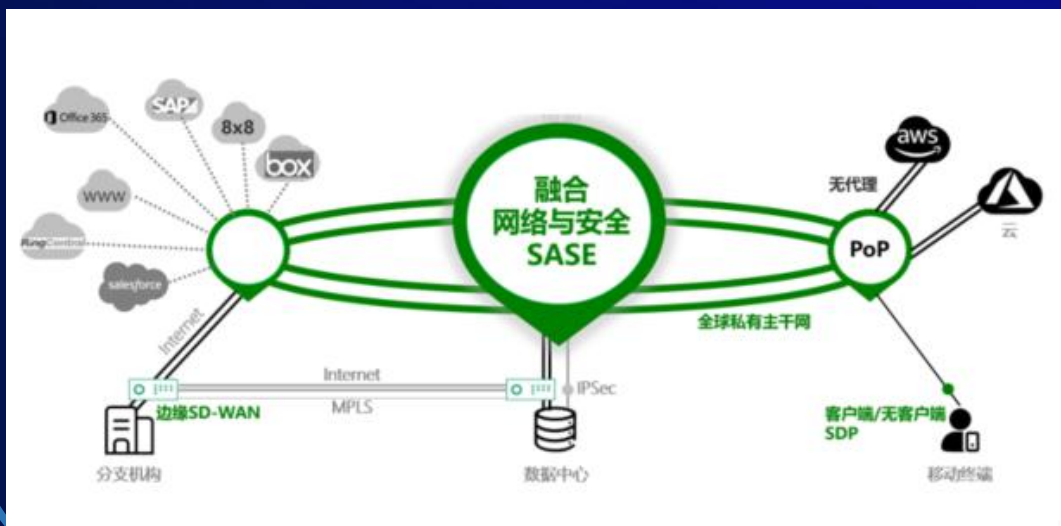 Office 365
SAP
8x8
box
www
RingCentral
salesforce
融合
网络与安全
SASE
aws
无代理
云
PoP
全球私有主干网
Internet
Internet
MPLS
IPSec
边缘SD-WAN
客户端/无客户端
SDP
分支机构
数据中心
移动终端